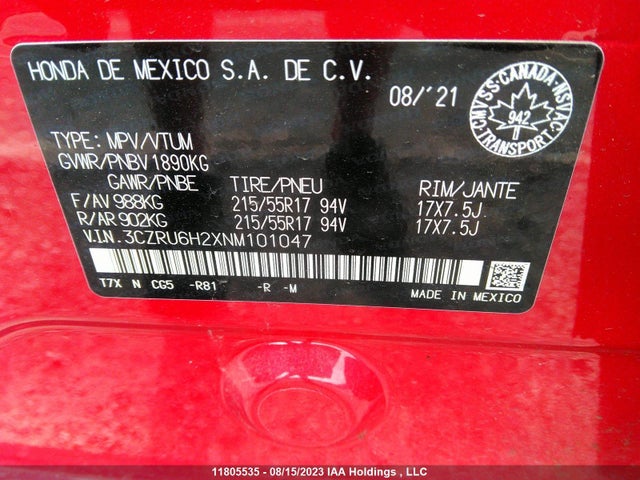 HONDA DE MEXICO S.A. DE C.V.
08/'21
CMVSS-CANADA-NSVAC
942
TRANSPORT
TYPE: MPV/VTUM
GVWR/PNBV 1890KG
GAWR/PNBE TIRE/PNEU RIM/JANTE
F/AV 988KG 215/55R17 94V 17X7.5J
R/AR 902KG 215/55R17 94V 17X7.5J
V.I.N. 3CZRU6H2XNM101047
T7X N CG5 -R81 -R -M
MADE IN MEXICO
11805535 - 08/15/2023 IAA Holdings , LLC